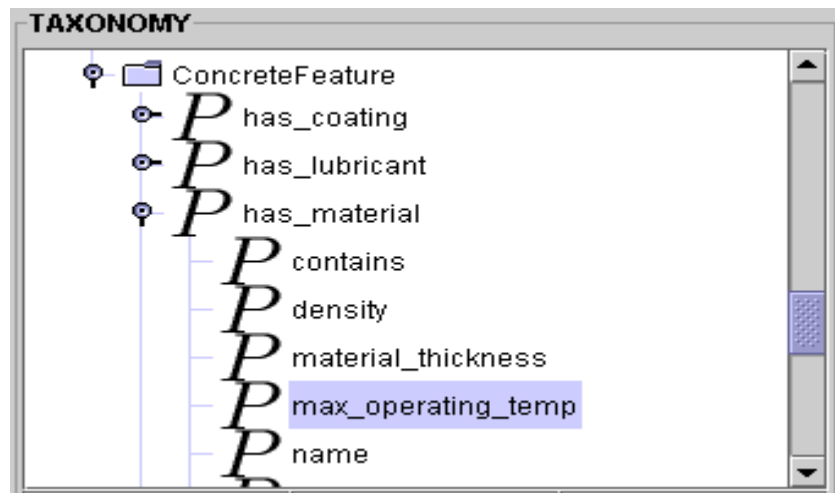 TAXONOMY
ConcreteFeature
P has_coating
P has_lubricant
P has_material
P contains
P density
P material_thickness
P max_operating_temp
P name